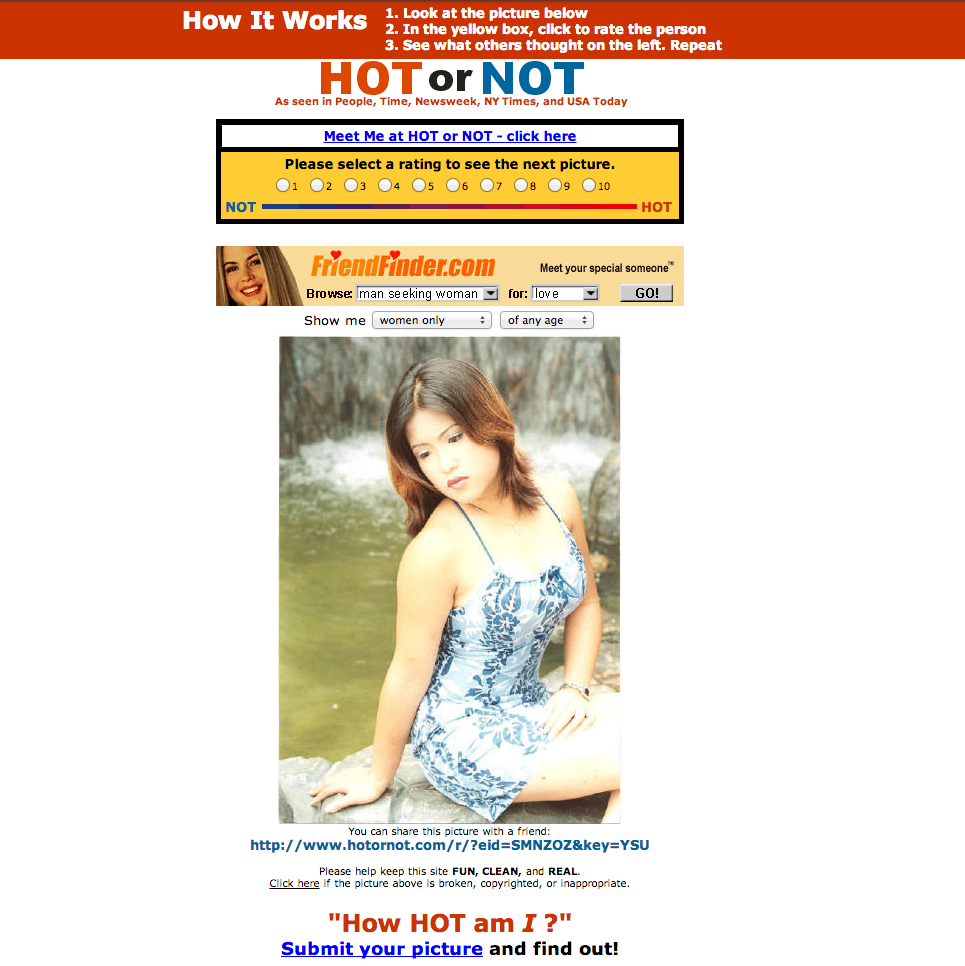 How It Works
1. Look at the picture below
2. In the yellow box, click to rate the person
3. See what others thought on the left. Repeat
HOT or NOT
As seen in People, Time, Newsweek, NY Times, and USA Today
Meet Me at HOT or NOT - click here
Please select a rating to see the next picture.
1 2 3 4 5 6 7 8 9 10
NOT HOT
FriendFinder.com
Meet your special someone™
Browse: man seeking woman for: love GO!
Show me women only of any age
You can share this picture with a friend:
http://www.hotornot.com/r/?eid=SMNZOZ&key=YSU
Please help keep this site FUN, CLEAN, and REAL.
Click here if the picture above is broken, copyrighted, or inappropriate.
"How HOT am I ?"
Submit your picture and find out!